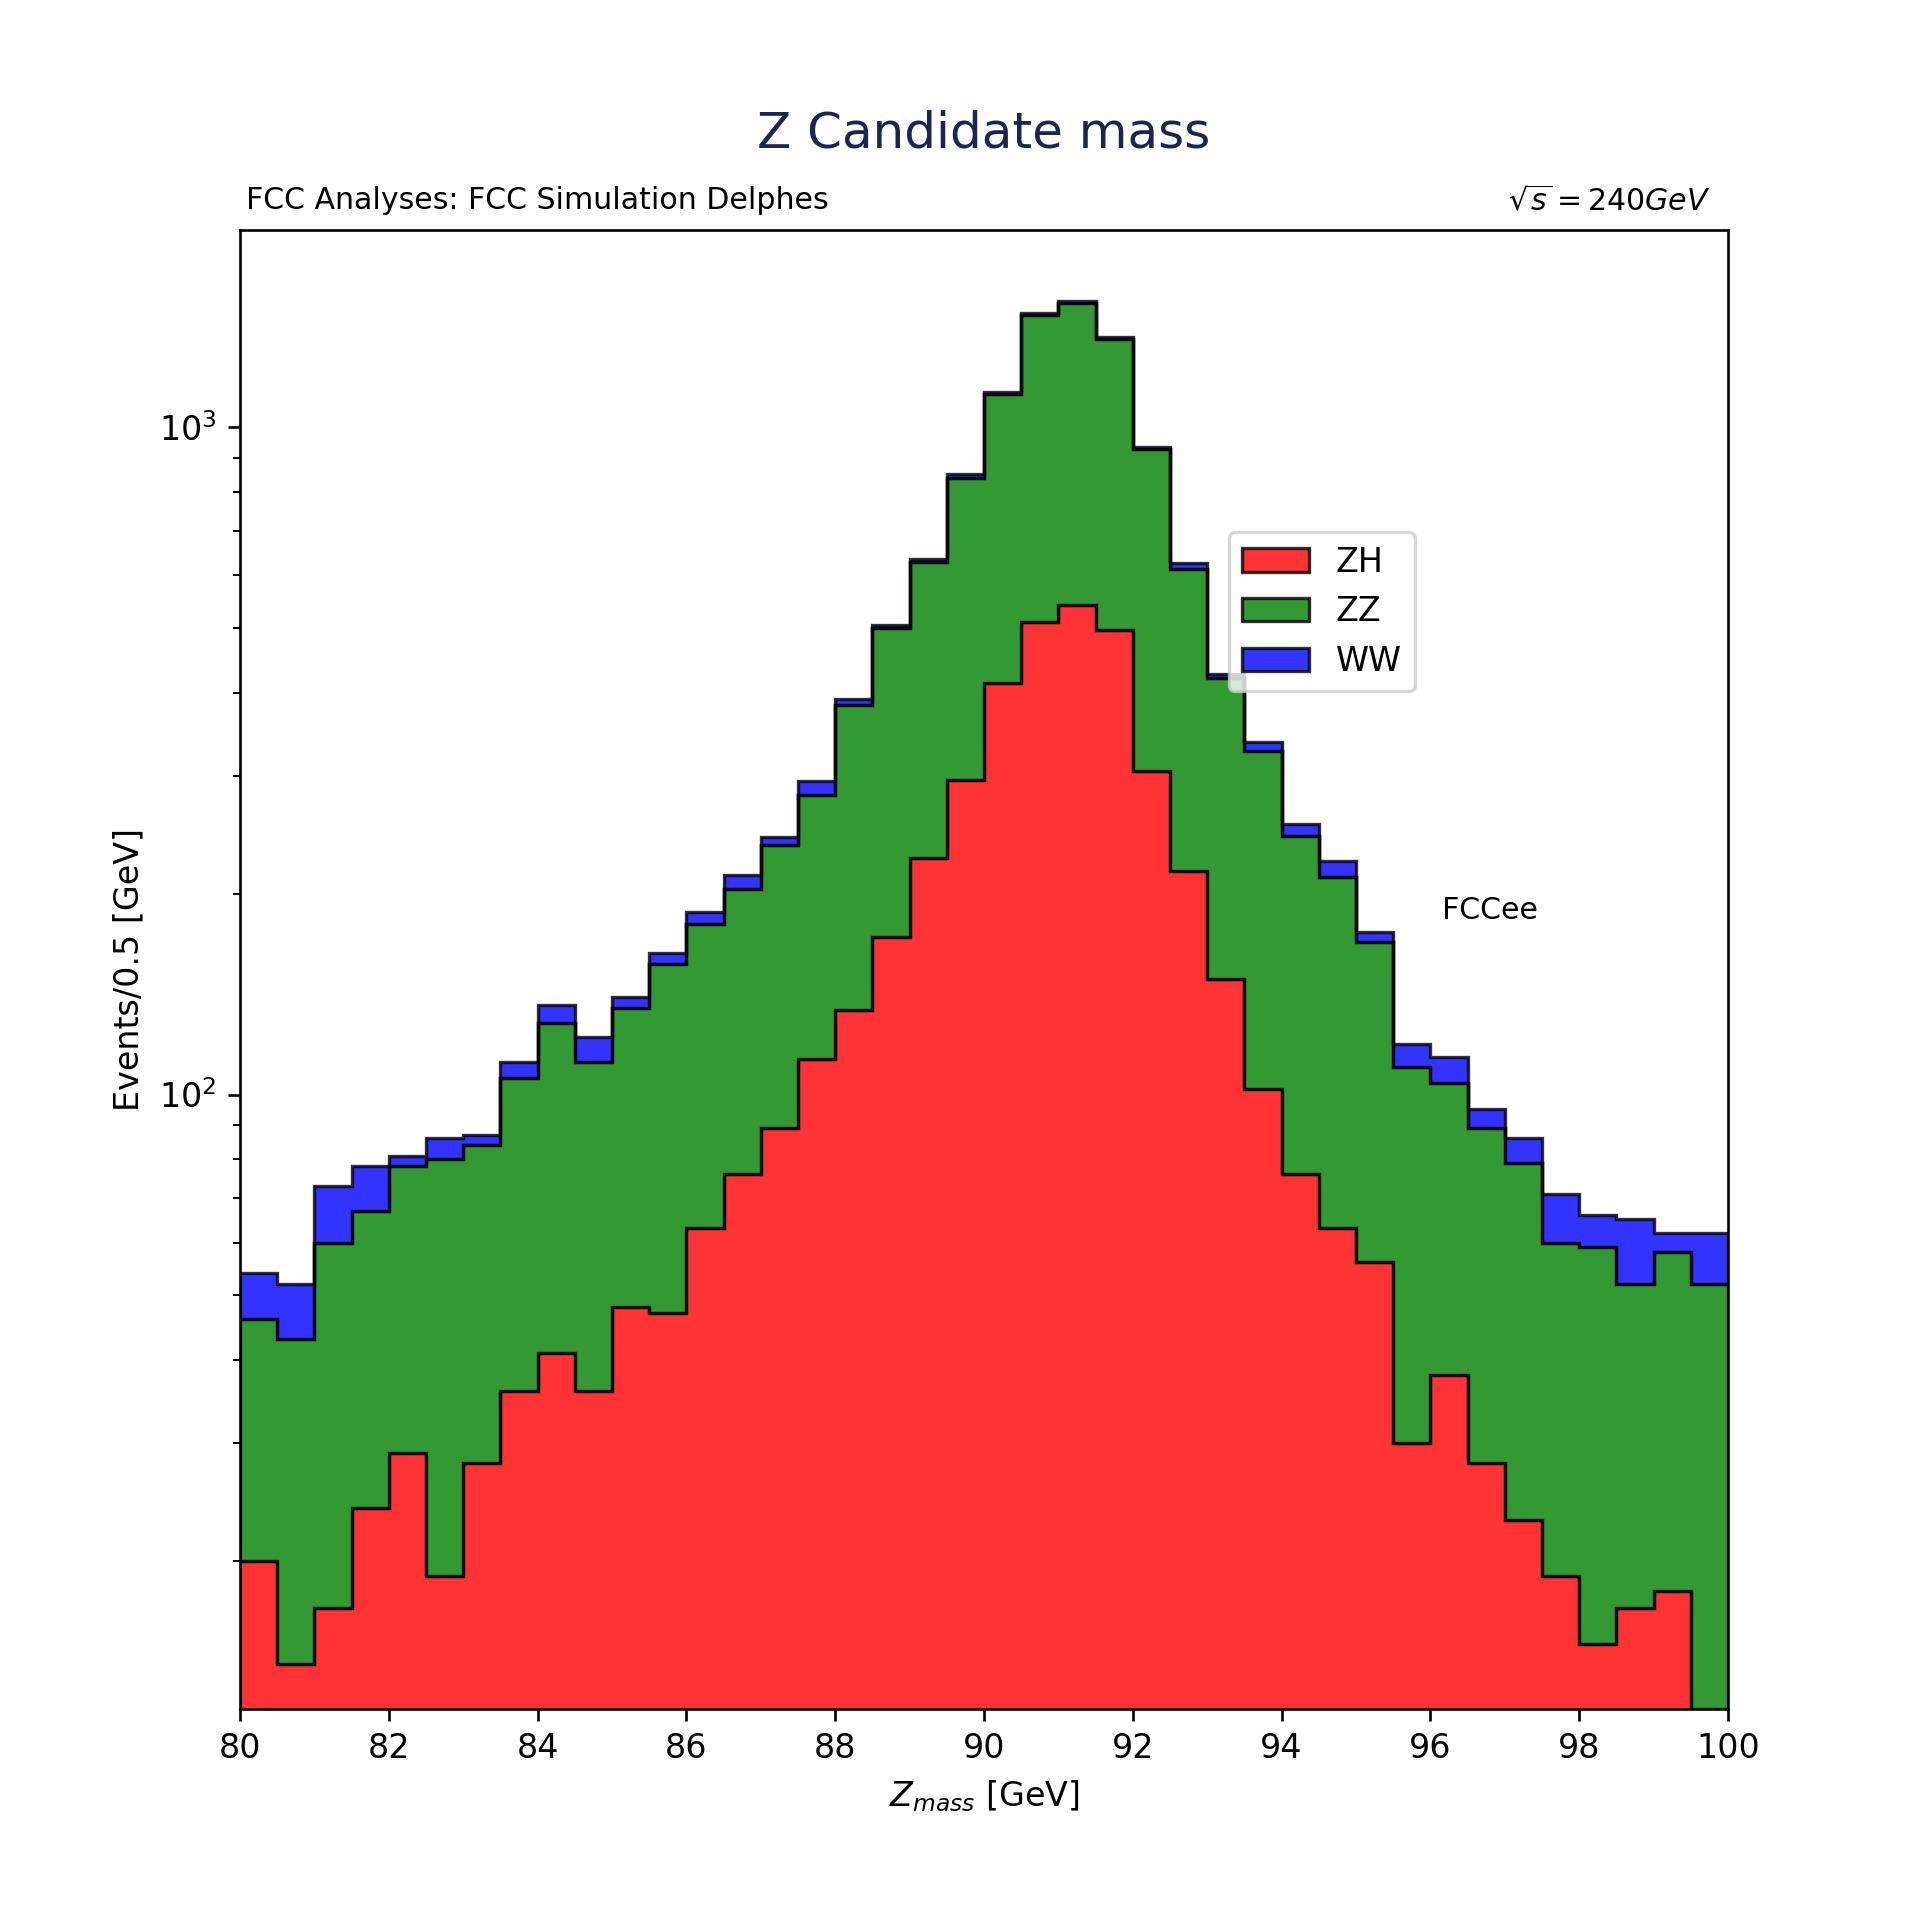 Z Candidate mass
FCC Analyses: FCC Simulation Delphes
√s = 240GeV
10³
10²
Events/0.5 [GeV]
ZH
ZZ
WW
FCCee
80 82 84 86 88 90 92 94 96 98 100
Z_mass [GeV]